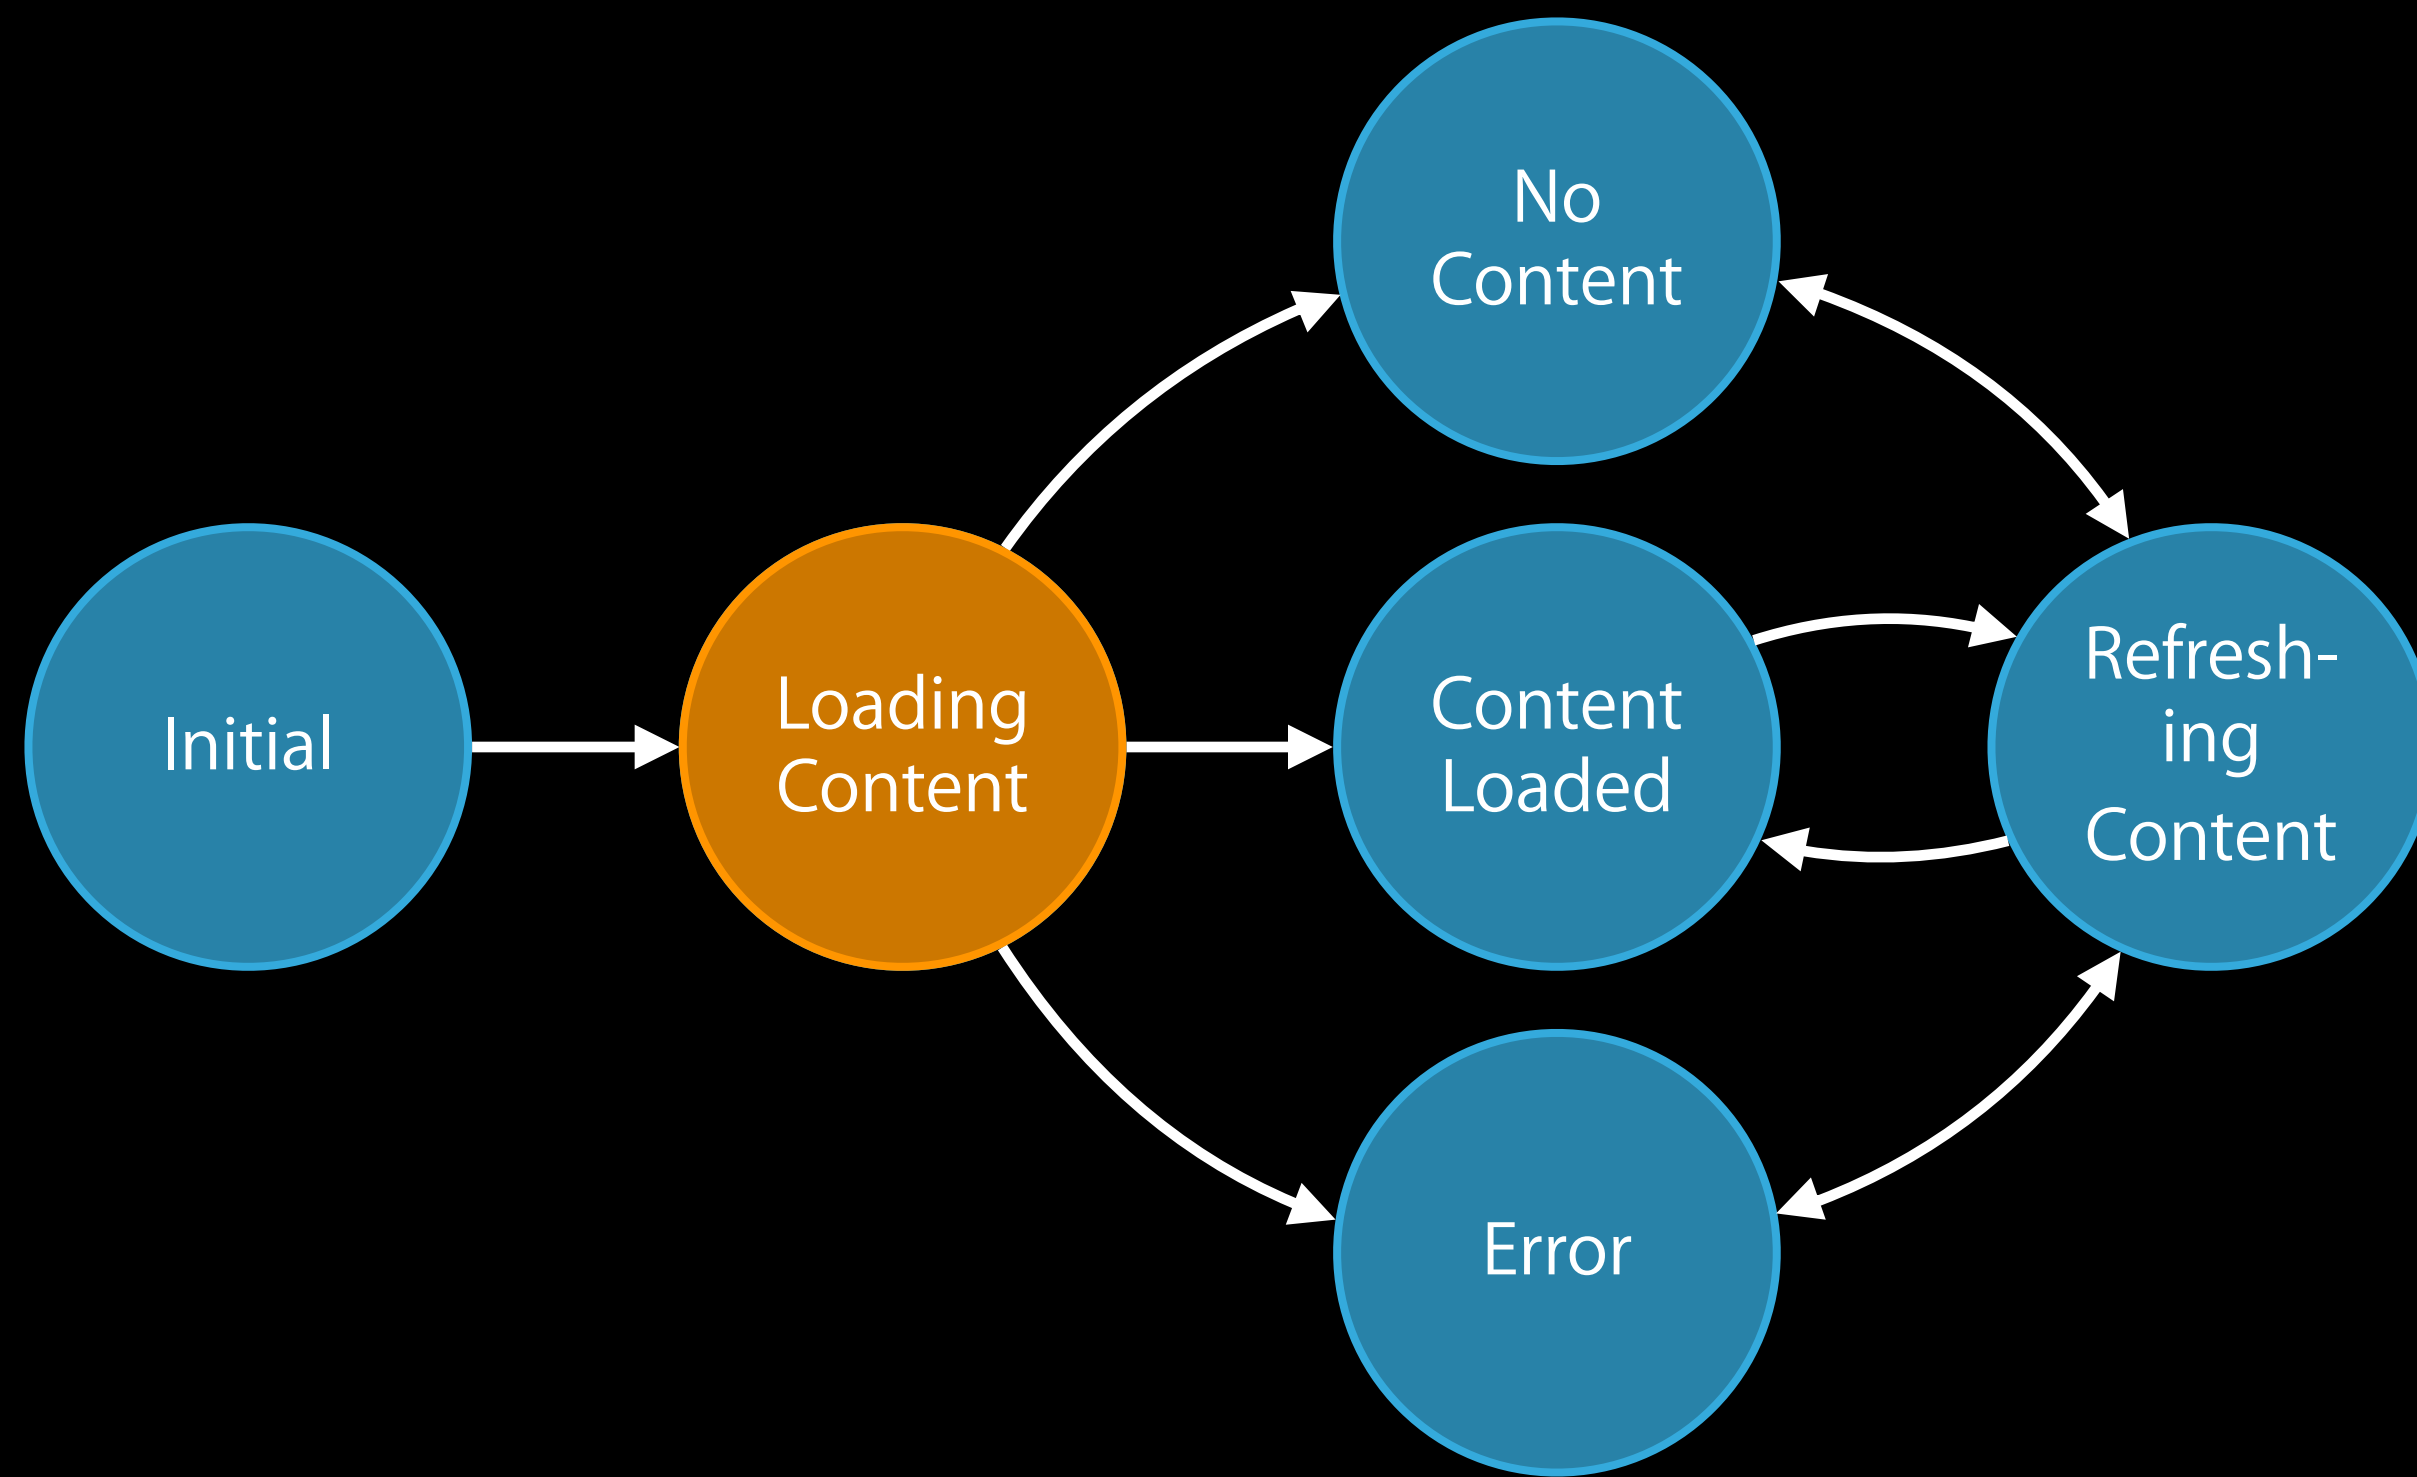 Initial
Loading
Content
No
Content
Content
Loaded
Error
Refresh-
ing
Content